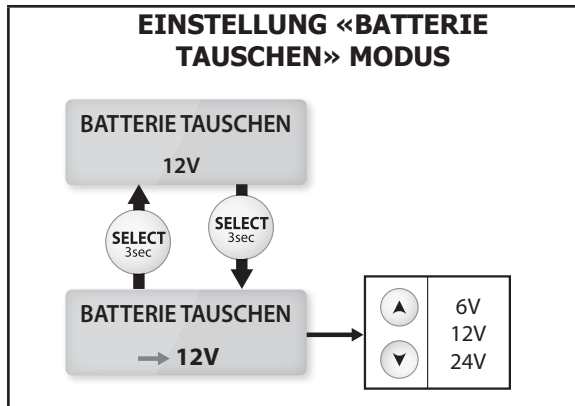 EINSTELLUNG «BATTERIE
TAUSCHEN» MODUS
BATTERIE TAUSCHEN
12V
SELECT
3sec
SELECT
3sec
BATTERIE TAUSCHEN
12V
6V
12V
24V